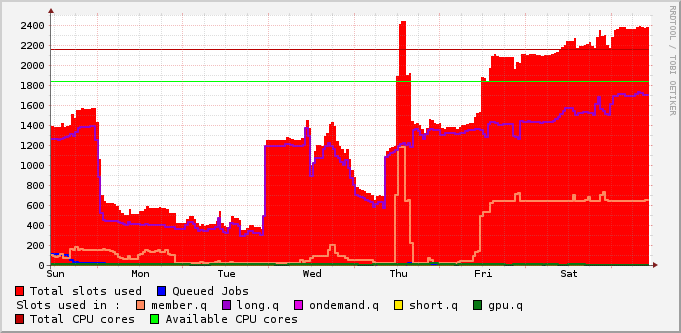 RRDTOOL / TOBI OETIKER
2400
2200
2000
1800
1600
1400
1200
1000
800
600
400
200
0
Sun Mon Tue Wed Thu Fri Sat
Total slots used Queued Jobs
Slots used in : member.q long.q ondemand.q short.q gpu.q
Total CPU cores Available CPU cores